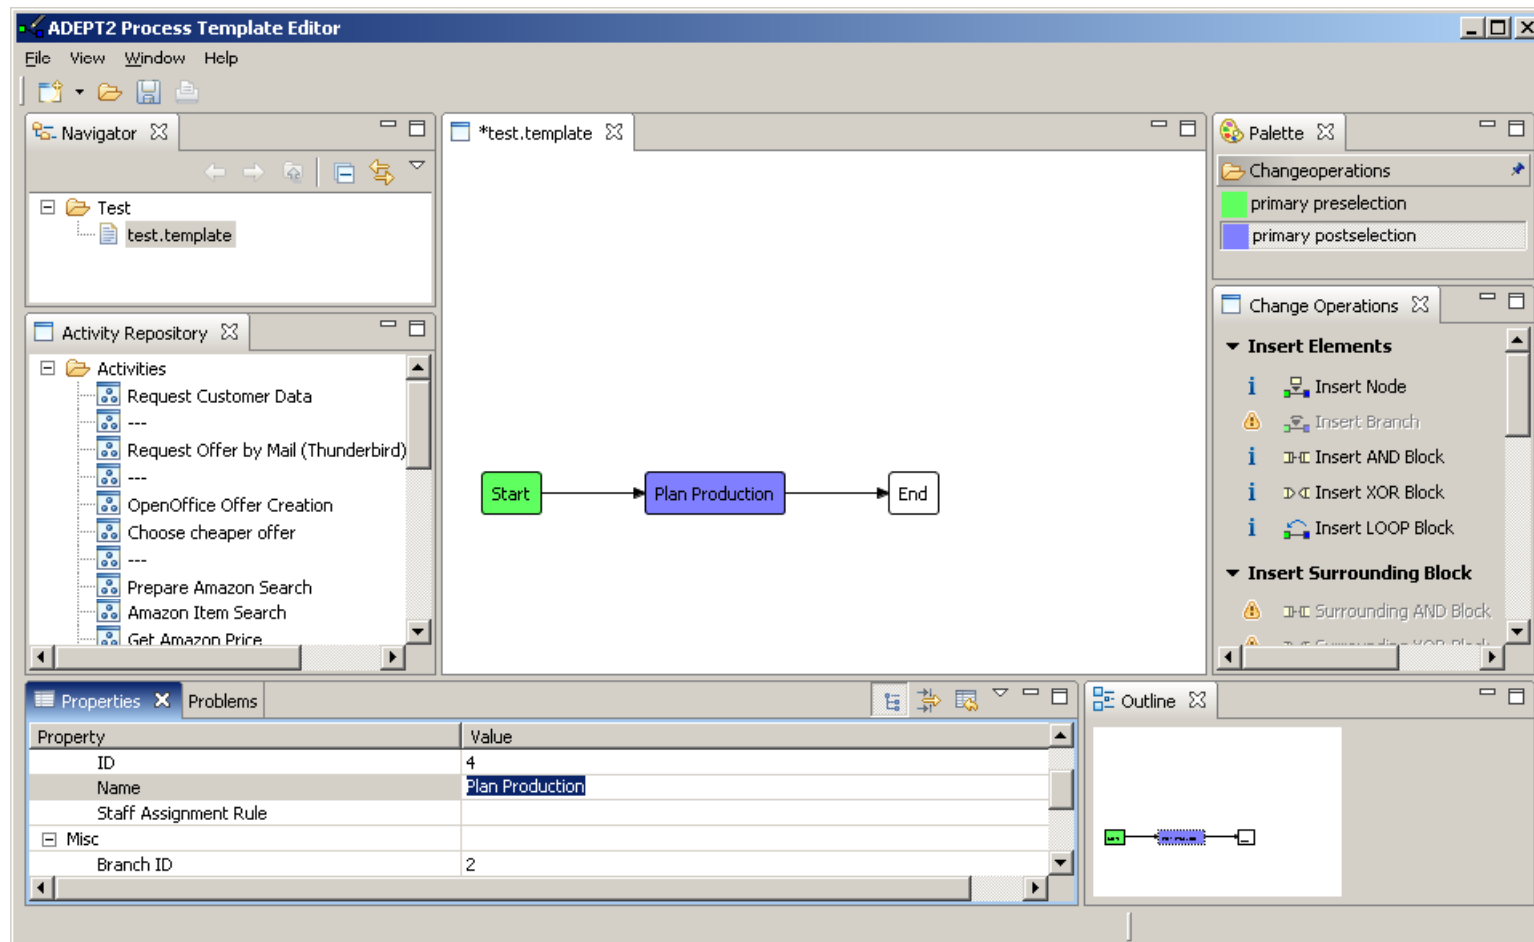 ADEPT2 Process Template Editor
File View Window Help
Navigator
Test
test.template
Activity Repository
Activities
Request Customer Data
---
Request Offer by Mail (Thunderbird)
---
OpenOffice Offer Creation
Choose cheaper offer
---
Prepare Amazon Search
Amazon Item Search
Get Amazon Price
*test.template
Start
Plan Production
End
Palette
Changeoperations
primary preselection
primary postselection
Change Operations
Insert Elements
Insert Node
Insert Branch
Insert AND Block
Insert XOR Block
Insert LOOP Block
Insert Surrounding Block
Surrounding AND Block
Surrounding XOR Block
Properties Problems
Property Value
ID 4
Name Plan Production
Staff Assignment Rule
Misc
Branch ID 2
Outline